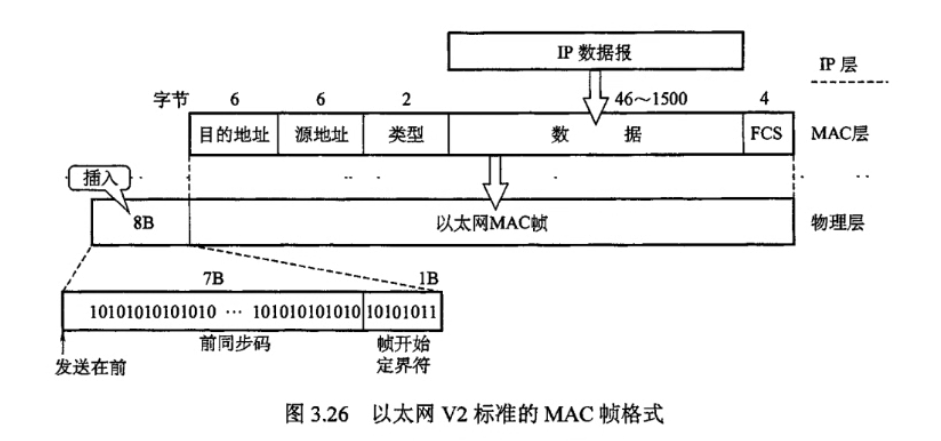 IP 数据报
IP 层
字节 6 6 2 46～1500 4
目的地址 源地址 类型 数 据 FCS MAC层
插入
8B 以太网MAC帧 物理层
7B 1B
10101010101010 … 101010101010 10101011
前同步码 帧开始
定界符
发送在前
图 3.26 以太网 V2 标准的 MAC 帧格式